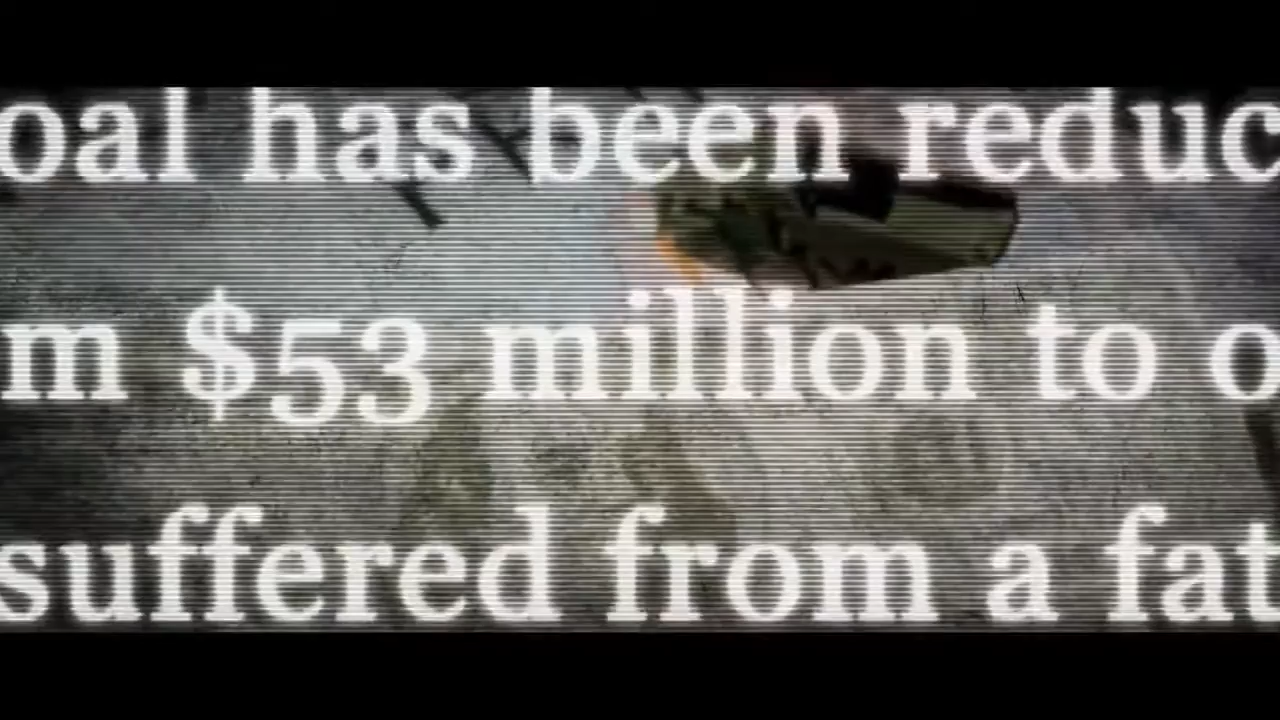 oal has been reduc
m $53 million to o
suffered from a fat